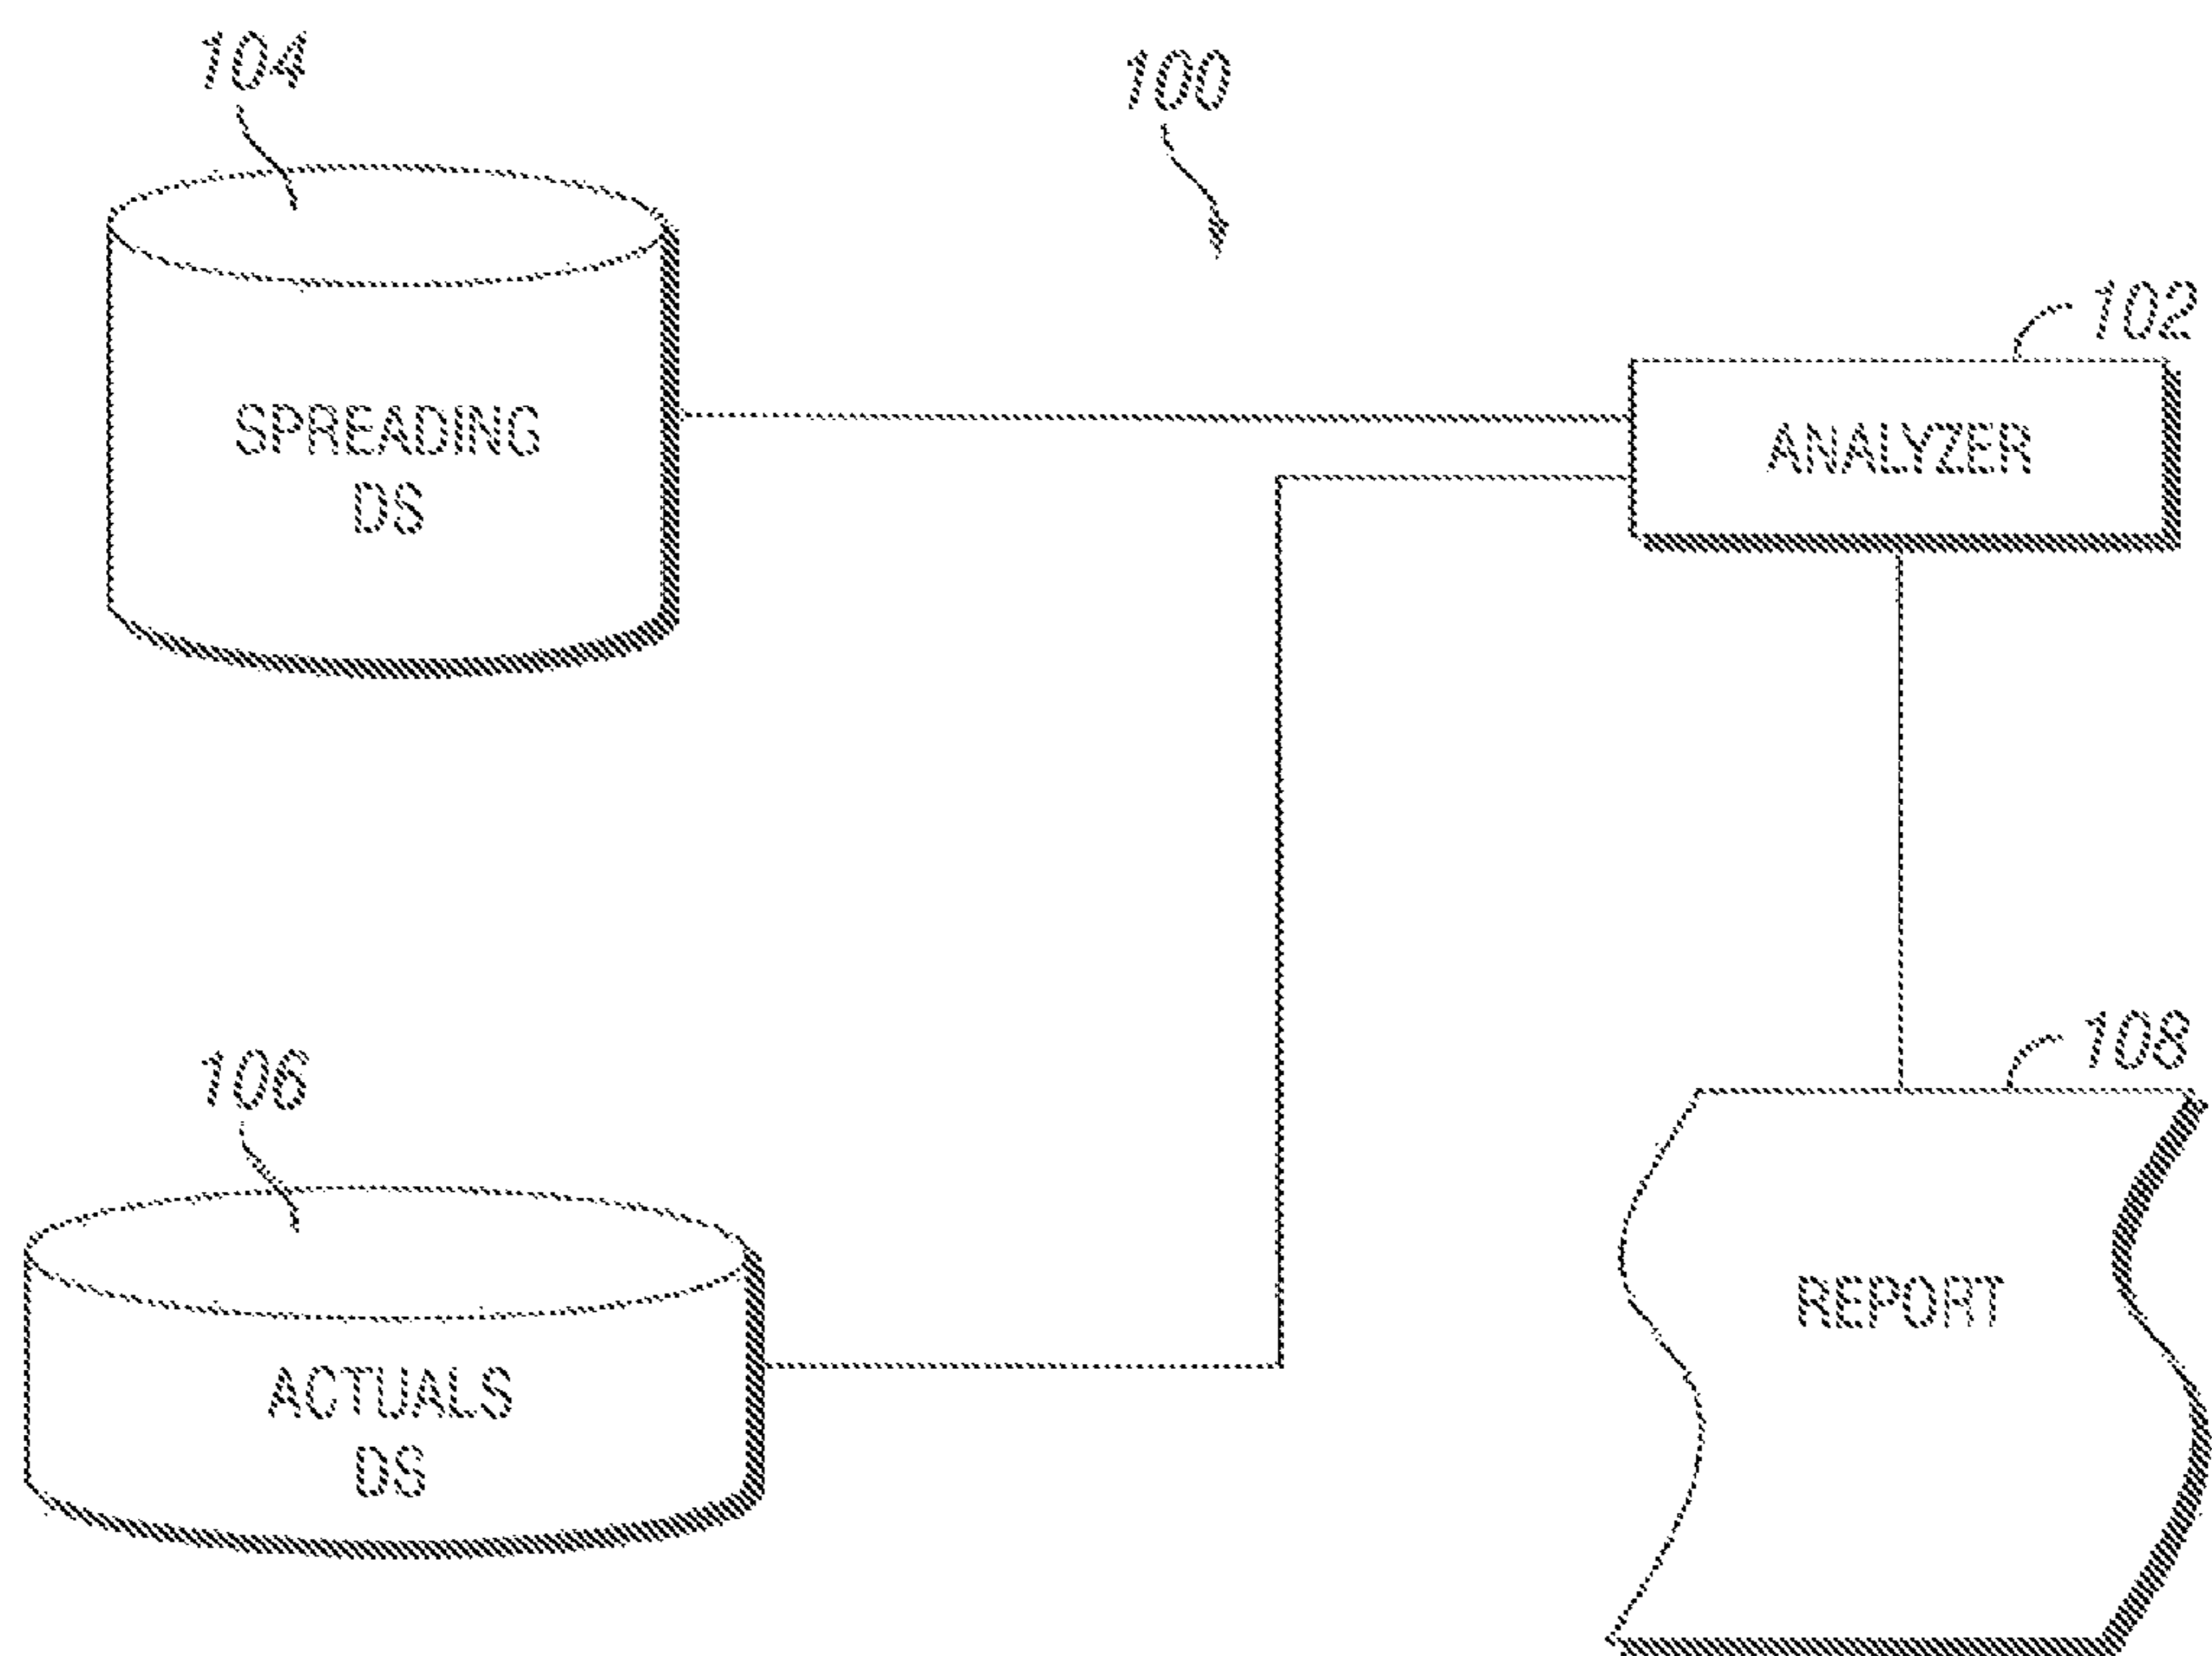 104
100
102
SPREADING
DS
ANALYZER
106
108
ACTUALS
DS
REPORT